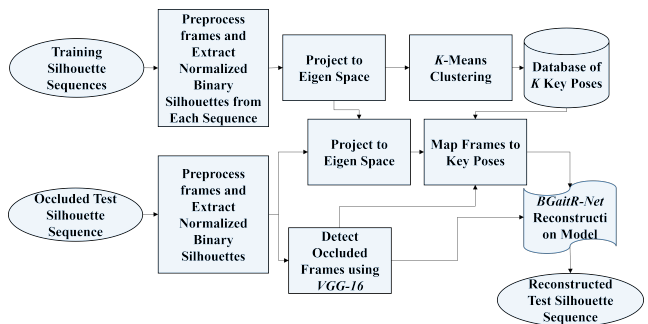 Training
Silhouette
Sequences
Preprocess
frames and
Extract
Normalized
Binary
Silhouettes from
Each Sequence
Project to
Eigen Space
K-Means
Clustering
Database of
K Key Poses
Project to
Eigen Space
Map Frames to
Key Poses
Occluded Test
Silhouette
Sequence
Preprocess
frames and
Extract
Normalized
Binary
Silhouettes
Detect
Occluded
Frames using
VGG-16
BGaitR-Net
Reconstructi
on Model
Reconstructed
Test Silhouette
Sequence